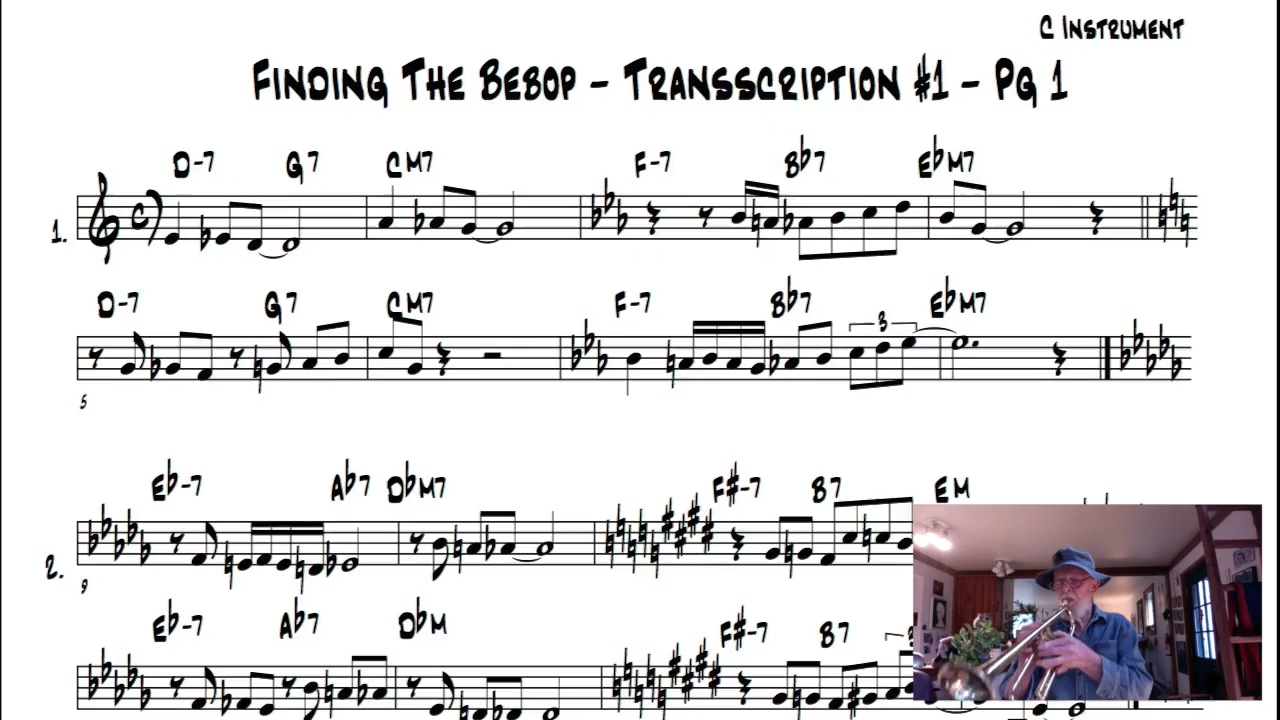 C INSTRUMENT
FINDING THE BEBOP - TRANSSCRIPTION #1 - PG 1
D-7 G7 CM7 F-7 Bb7 EbM7
1.
D-7 G7 CM7 F-7 Bb7 EbM7
3
5
Eb-7 Ab7 DbM7 F#-7 B7 EM
2.
9
Eb-7 Ab7 DbM F#-7 B7